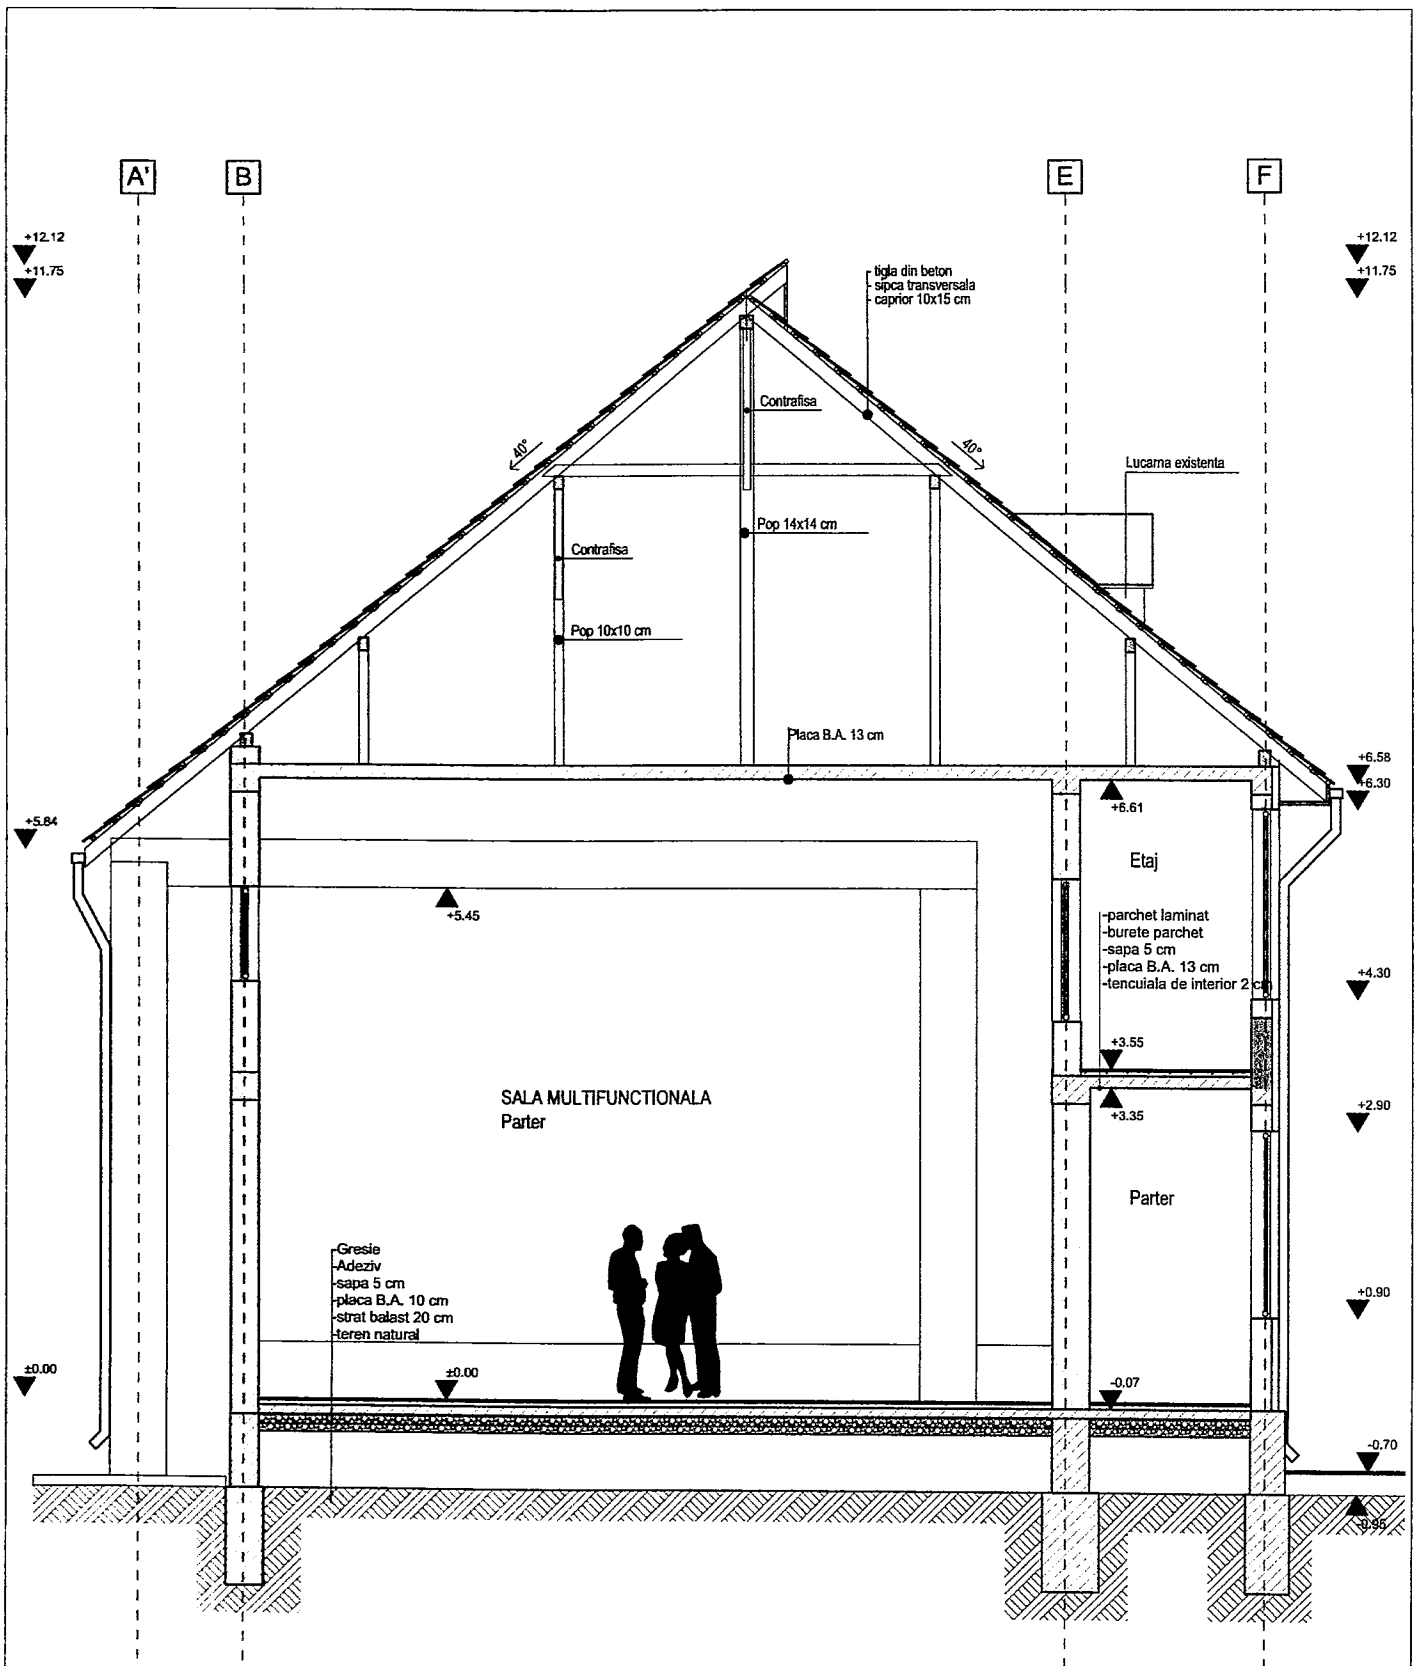 A'
B
E
F
+12.12
+11.75
+12.12
+11.75
tigla din beton
sipca transversala
caprior 10x15 cm
Contrafisa
40°
40°
Lucarna existenta
Pop 14x14 cm
Contrafisa
Pop 10x10 cm
Placa B.A. 13 cm
+6.58
+6.30
+6.61
+5.84
Etaj
+5.45
-parchet laminat
-burete parchet
-sapa 5 cm
-placa B.A. 13 cm
-tencuiala de interior 2 cm
+4.30
+3.55
SALA MULTIFUNCTIONALA
Parter
+3.35
+2.90
Parter
-Gresie
-Adeziv
-sapa 5 cm
-placa B.A. 10 cm
-strat balast 20 cm
-teren natural
+0.90
±0.00
±0.00
-0.07
-0.70
-0.95